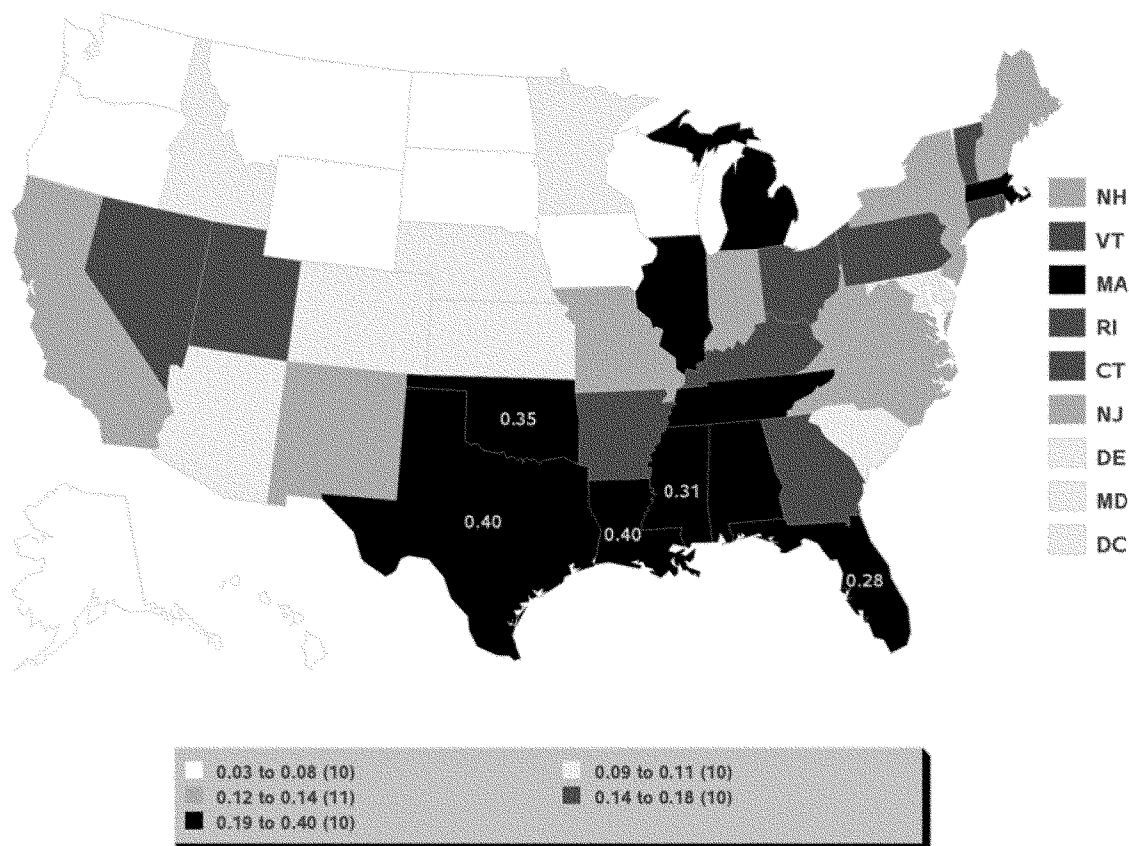 NH
VT
MA
RI
CT
NJ
DE
MD
DC
0.35
0.31
0.40
0.40
0.28
0.03 to 0.08 (10)
0.09 to 0.11 (10)
0.12 to 0.14 (11)
0.14 to 0.18 (10)
0.19 to 0.40 (10)